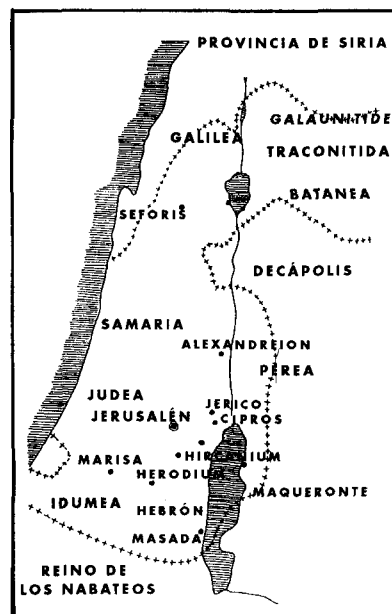 PROVINCIA DE SIRIA
GALAUNITIDE
GALILEA
TRACONITIDA
BATANEA
SEFORIS
DECÁPOLIS
SAMARIA
ALEXANDREION
PEREA
JUDEA
JERICO
JERUSALÉN
CIPROS
HIRCANIUM
MARISA
HERODIUM
MAQUERONTE
IDUMEA
HEBRÓN
MASADA
REINO DE
LOS NABATEOS